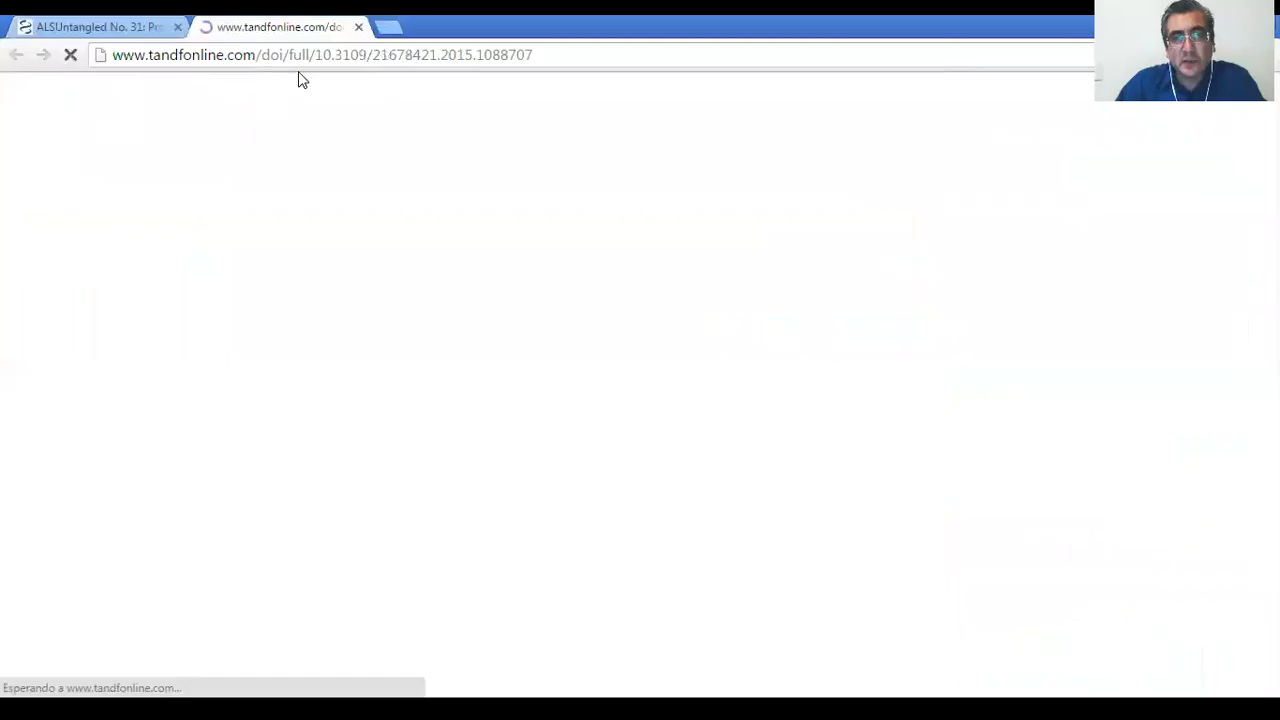 ALSUntangled No. 31: Pr
www.tandfonline.com/do
www.tandfonline.com/doi/full/10.3109/21678421.2015.1088707
Esperando a www.tandfonline.com...